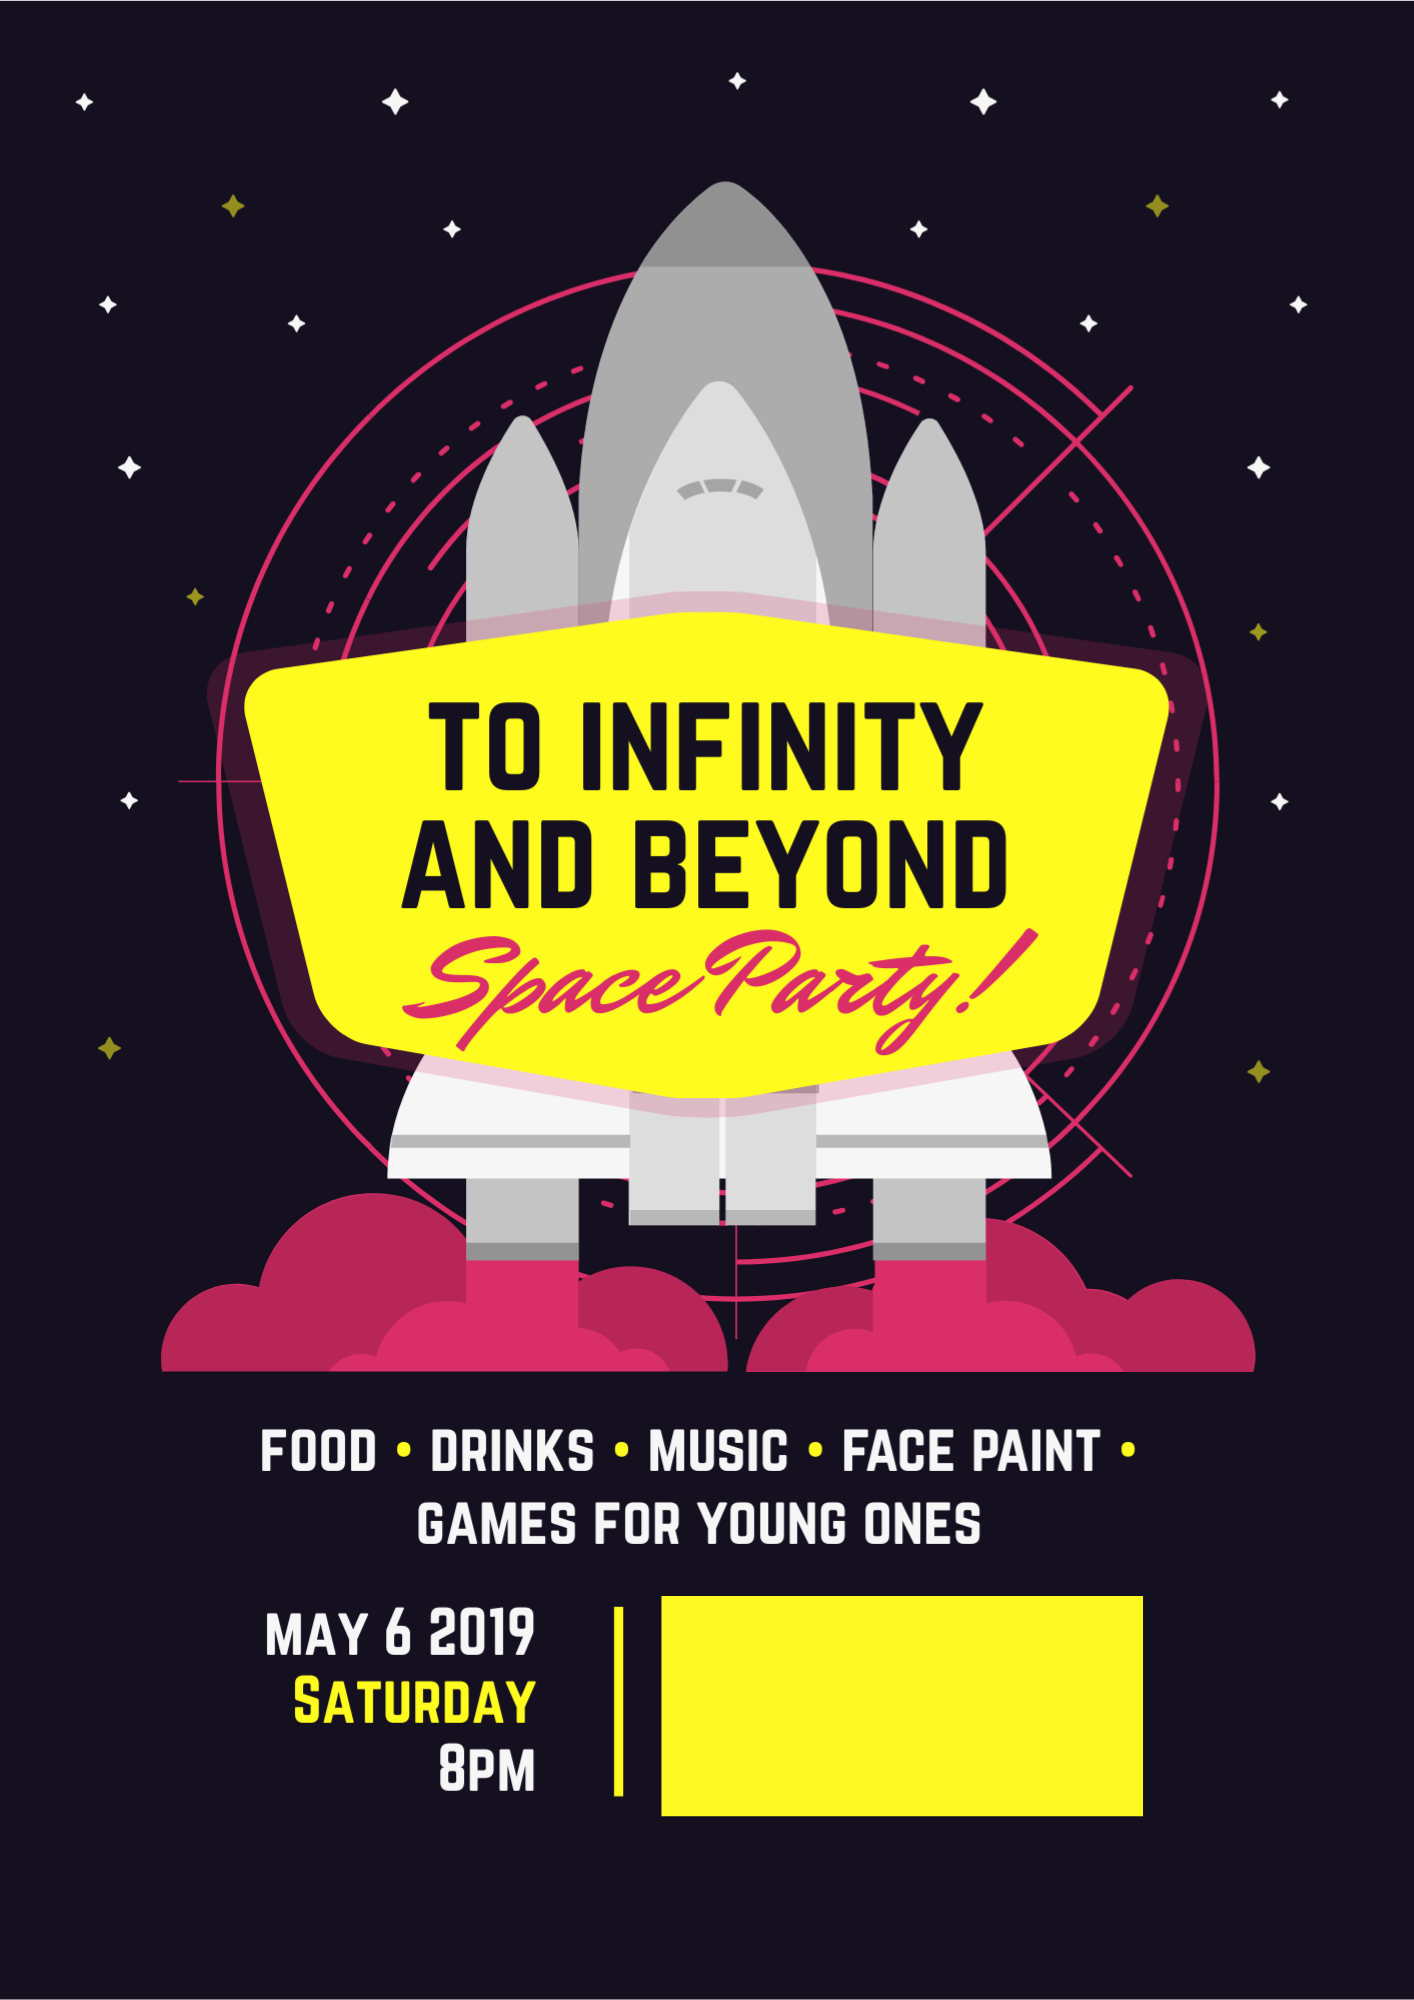 TO INFINITY
AND BEYOND
Space Party!
FOOD • DRINKS • MUSIC • FACE PAINT •
GAMES FOR YOUNG ONES
MAY 6 2019
SATURDAY
8PM